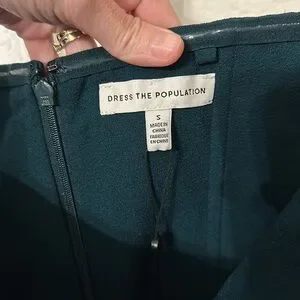 DRESS THE POPULATION
S
MADE IN
CHINA
FABRIQUÉ
EN CHINE